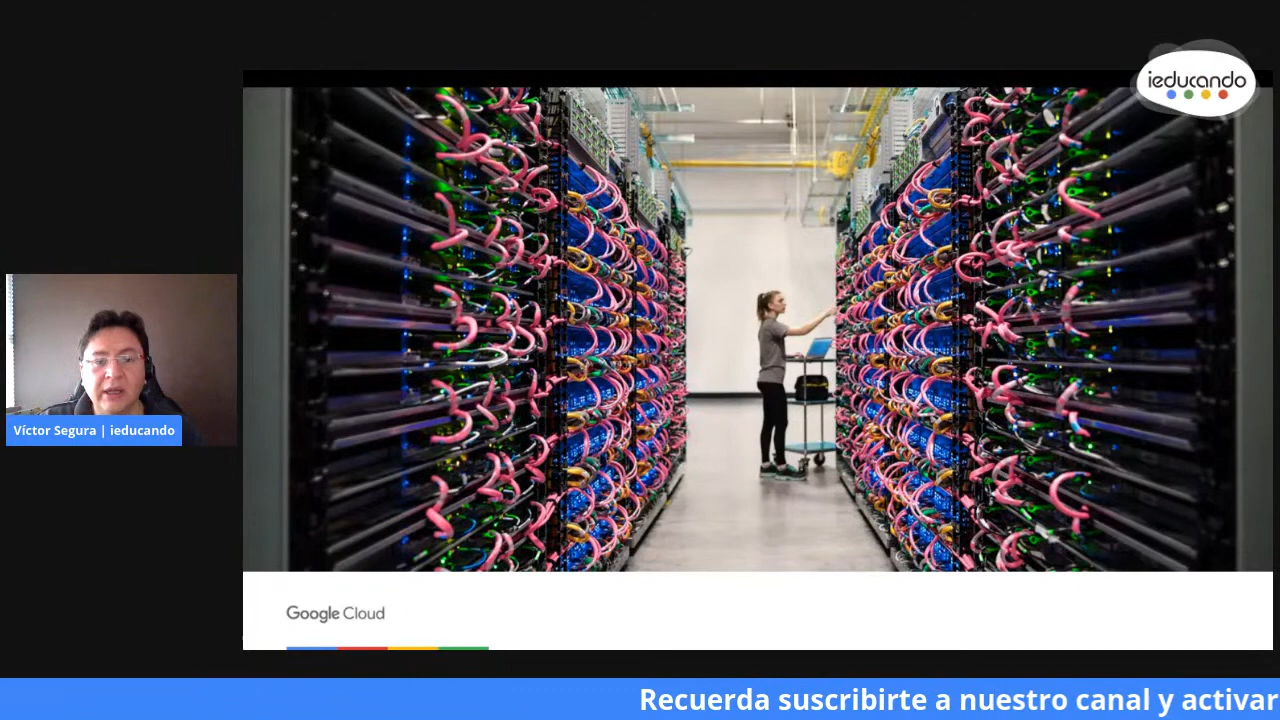 ieducando
Víctor Segura | ieducando
Google Cloud
Recuerda suscribirte a nuestro canal y activar